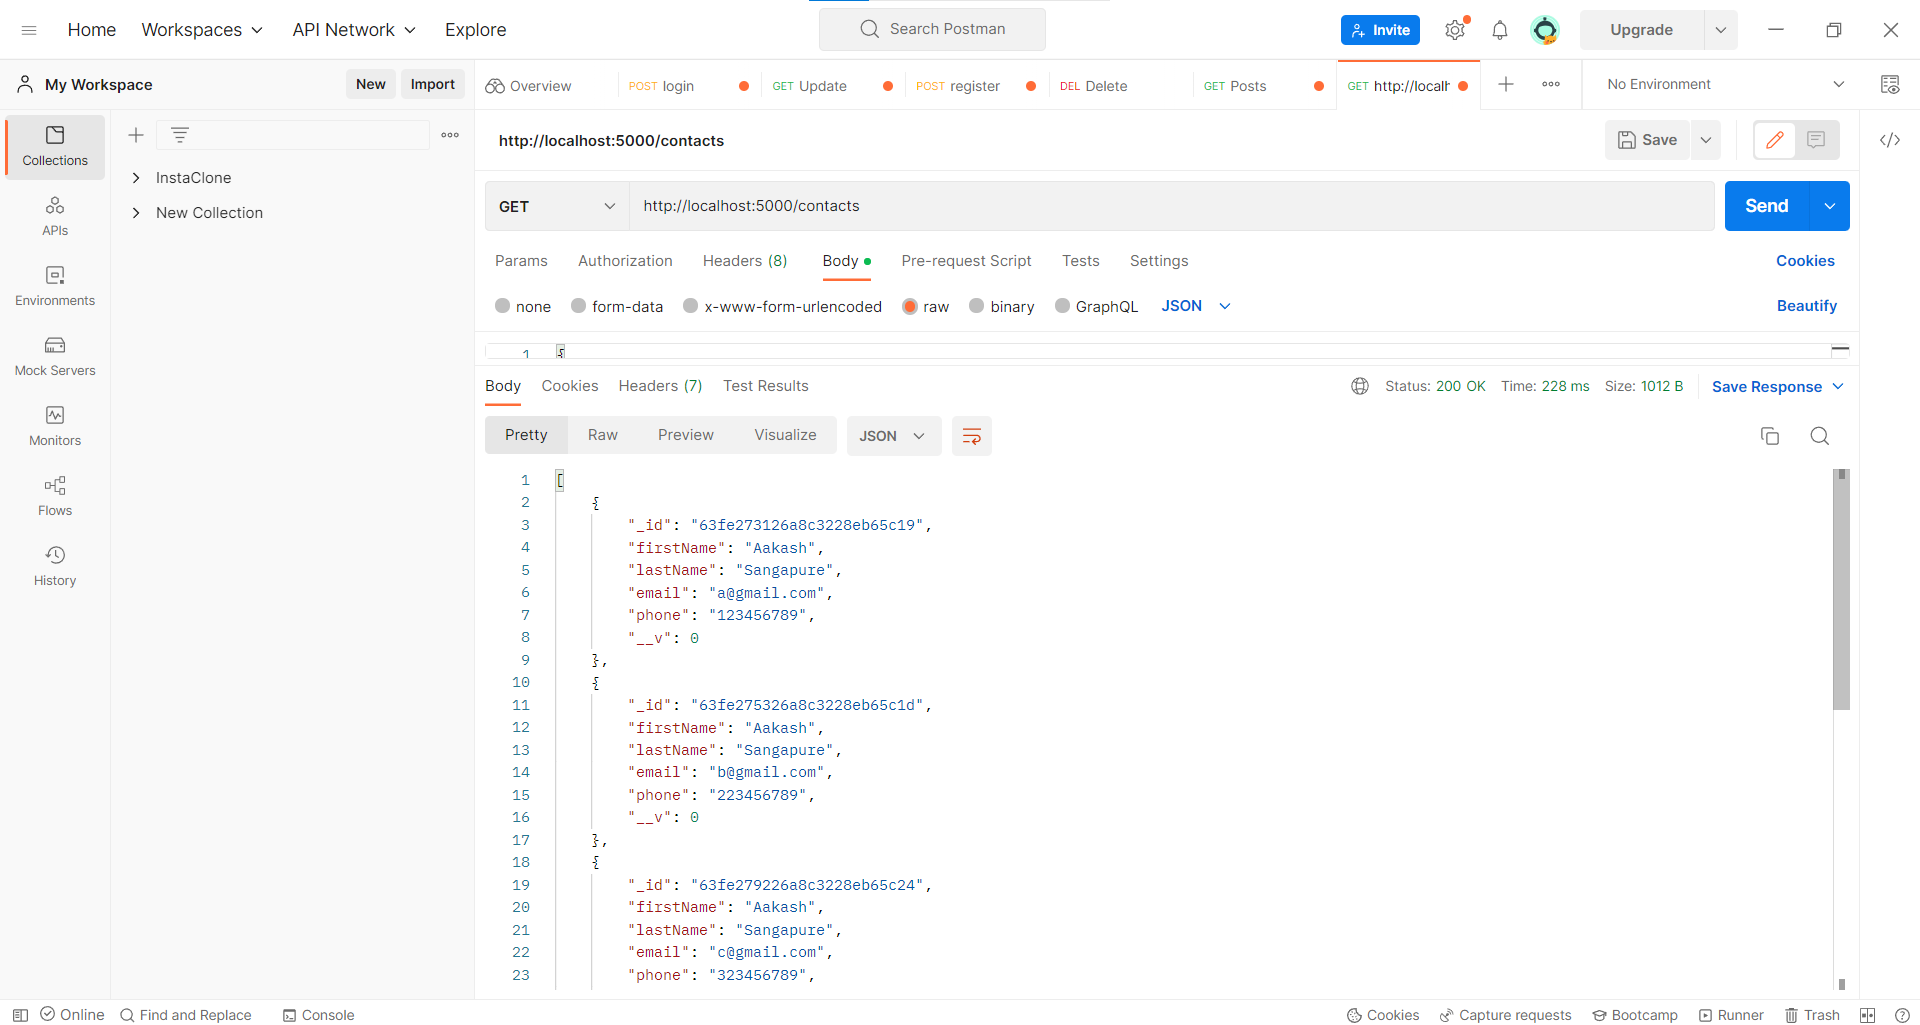 Home Workspaces API Network Explore Search Postman Invite Upgrade
My Workspace New Import Overview POST login GET Update POST register DEL Delete GET Posts GET http://localh No Environment
Collections
APIs
Environments
Mock Servers
Monitors
Flows
History
InstaClone
New Collection
http://localhost:5000/contacts Save
GET http://localhost:5000/contacts Send
Params Authorization Headers (8) Body Pre-request Script Tests Settings Cookies
none form-data x-www-form-urlencoded raw binary GraphQL JSON Beautify
1 {
Body Cookies Headers (7) Test Results Status: 200 OK Time: 228 ms Size: 1012 B Save Response
Pretty Raw Preview Visualize JSON
1 [
2 {
3 "_id": "63fe273126a8c3228eb65c19",
4 "firstName": "Aakash",
5 "lastName": "Sangapure",
6 "email": "a@gmail.com",
7 "phone": "123456789",
8 "__v": 0
9 },
10 {
11 "_id": "63fe275326a8c3228eb65c1d",
12 "firstName": "Aakash",
13 "lastName": "Sangapure",
14 "email": "b@gmail.com",
15 "phone": "223456789",
16 "__v": 0
17 },
18 {
19 "_id": "63fe279226a8c3228eb65c24",
20 "firstName": "Aakash",
21 "lastName": "Sangapure",
22 "email": "c@gmail.com",
23 "phone": "323456789",
Online Find and Replace Console Cookies Capture requests Bootcamp Runner Trash